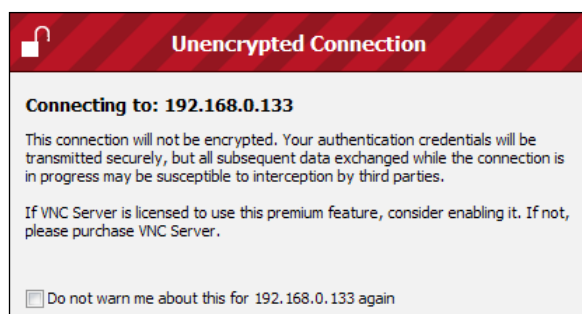 Unencrypted Connection
Connecting to: 192.168.0.133
This connection will not be encrypted. Your authentication credentials will be
transmitted securely, but all subsequent data exchanged while the connection is
in progress may be susceptible to interception by third parties.
If VNC Server is licensed to use this premium feature, consider enabling it. If not,
please purchase VNC Server.
Do not warn me about this for 192.168.0.133 again